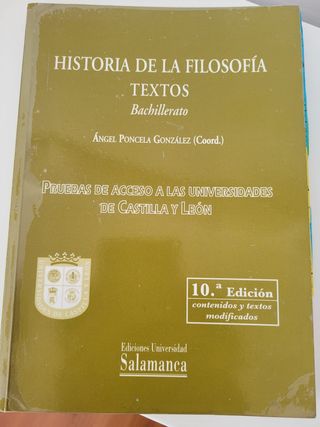 HISTORIA DE LA FILOSOFÍA
TEXTOS
Bachillerato
ÁNGEL PONCELA GONZÁLEZ (Coord.)
PRUEBAS DE ACCESO A LAS UNIVERSIDADES
DE CASTILLA Y LEÓN
10.ª Edición
contenidos y textos
modificados
Ediciones Universidad
Salamanca